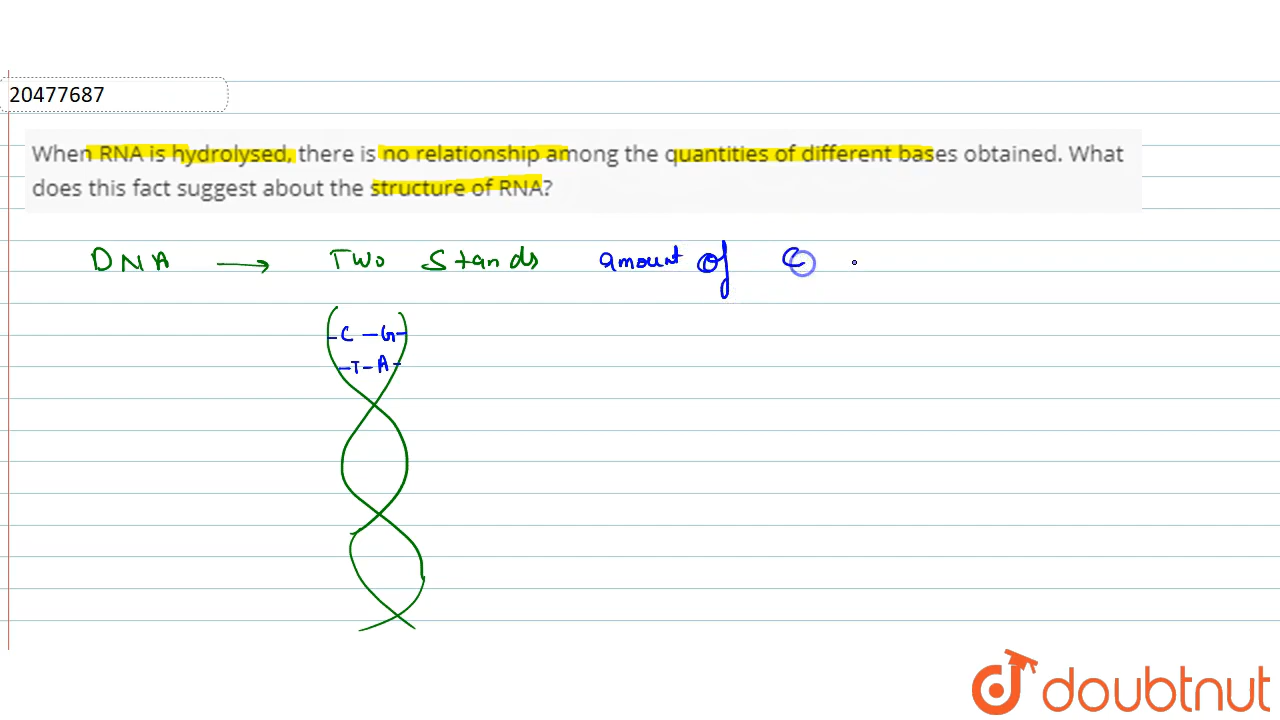 20477687
When RNA is hydrolysed, there is no relationship among the quantities of different bases obtained. What
does this fact suggest about the structure of RNA?
DNA → Two Stands amount of C
C - G
T - A
doubtnut